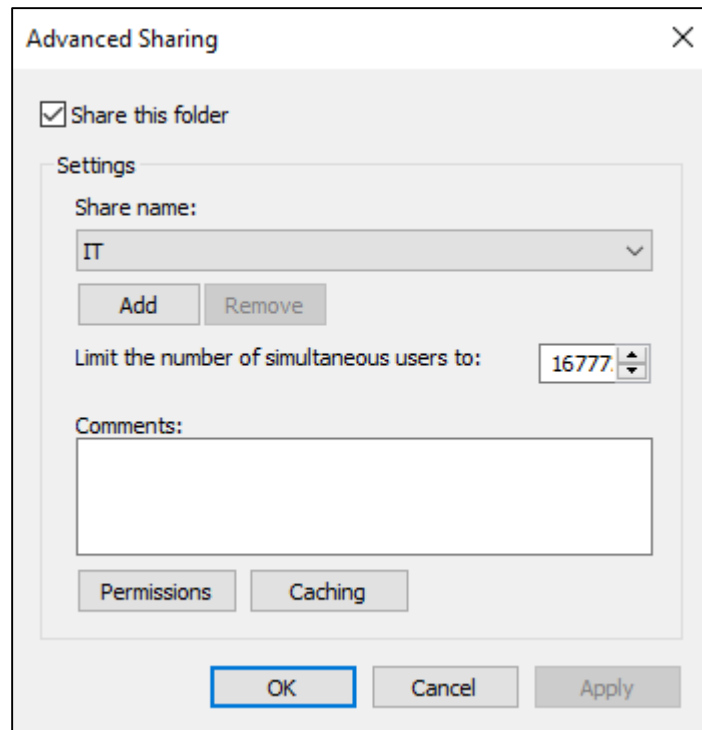 Advanced Sharing
Share this folder
Settings
Share name:
IT
Add Remove
Limit the number of simultaneous users to: 16777
Comments:
Permissions Caching
OK Cancel Apply